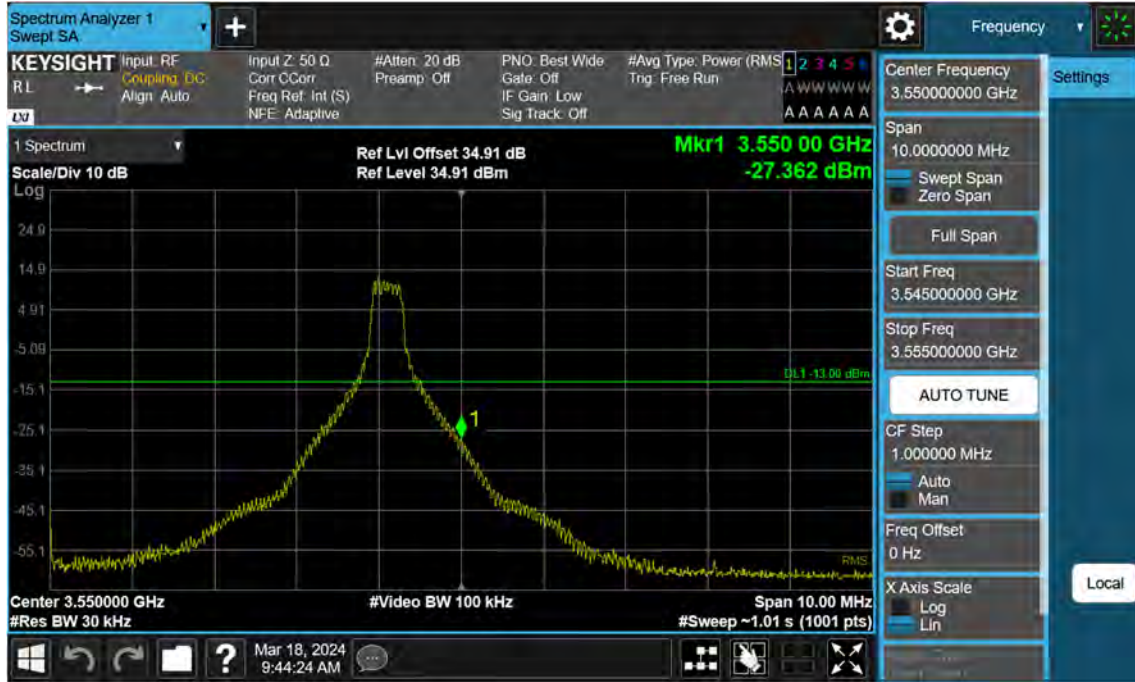 Spectrum Analyzer 1
Swept SA
+
Frequency
KEYSIGHT
RL
LXI
Input: RF
Coupling: DC
Align: Auto
Input Z: 50 Ω
Corr CCorr
Freq Ref: Int (S)
NFE: Adaptive
#Atten: 20 dB
Preamp: Off
PNO: Best Wide
Gate: Off
IF Gain: Low
Sig Track: Off
#Avg Type: Power (RMS
Trig: Free Run
1 2 3 4 5 6
A W W W W W
A A A A A A
1 Spectrum
Scale/Div 10 dB
Log
Ref Lvl Offset 34.91 dB
Ref Level 34.91 dBm
Mkr1 3.550 00 GHz
-27.362 dBm
24.9
14.9
4.91
-5.09
DL1 -13.00 dBm
-15.1
1
-25.1
-35.1
-45.1
-55.1
RMS
Center 3.550000 GHz
#Res BW 30 kHz
#Video BW 100 kHz
Span 10.00 MHz
#Sweep ~1.01 s (1001 pts)
?
Mar 18, 2024
9:44:24 AM
Center Frequency
3.550000000 GHz
Settings
Span
10.0000000 MHz
Swept Span
Zero Span
Full Span
Start Freq
3.545000000 GHz
Stop Freq
3.555000000 GHz
AUTO TUNE
CF Step
1.000000 MHz
Auto
Man
Freq Offset
0 Hz
X Axis Scale
Log
Lin
Local